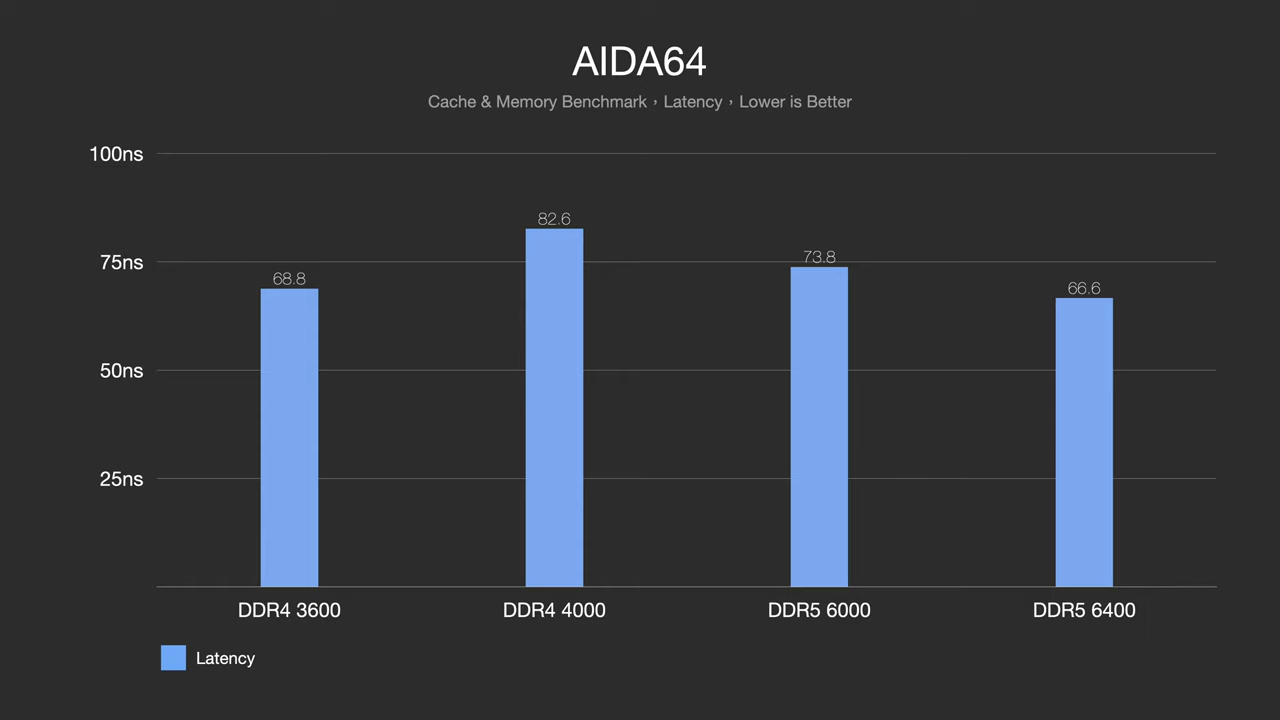 AIDA64
Cache & Memory Benchmark，Latency，Lower is Better
100ns
75ns
50ns
25ns
68.8
82.6
73.8
66.6
DDR4 3600
DDR4 4000
DDR5 6000
DDR5 6400
Latency